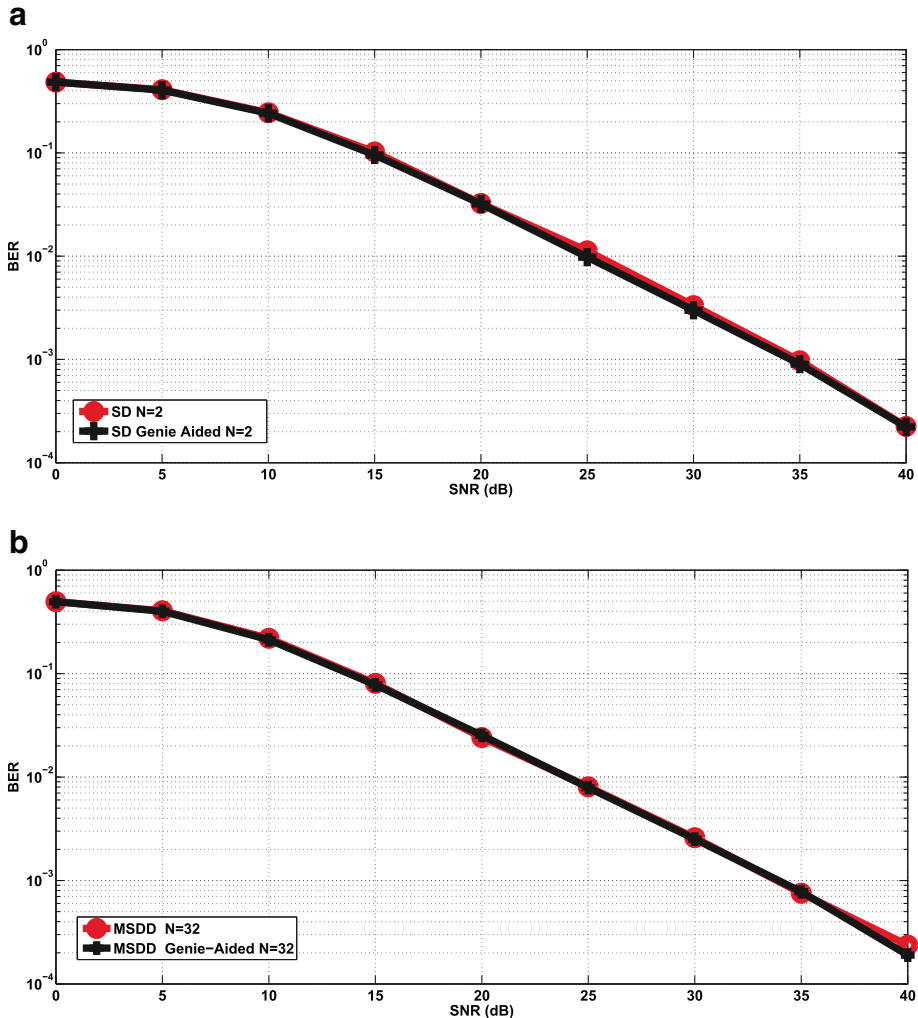 a
10^0
10^−1
10^−2
10^−3
10^−4
BER
0 5 10 15 20 25 30 35 40
SNR (dB)
SD N=2
SD Genie Aided N=2
b
10^0
10^−1
10^−2
10^−3
10^−4
BER
0 5 10 15 20 25 30 35 40
SNR (dB)
MSDD N=32
MSDD Genie−Aided N=32